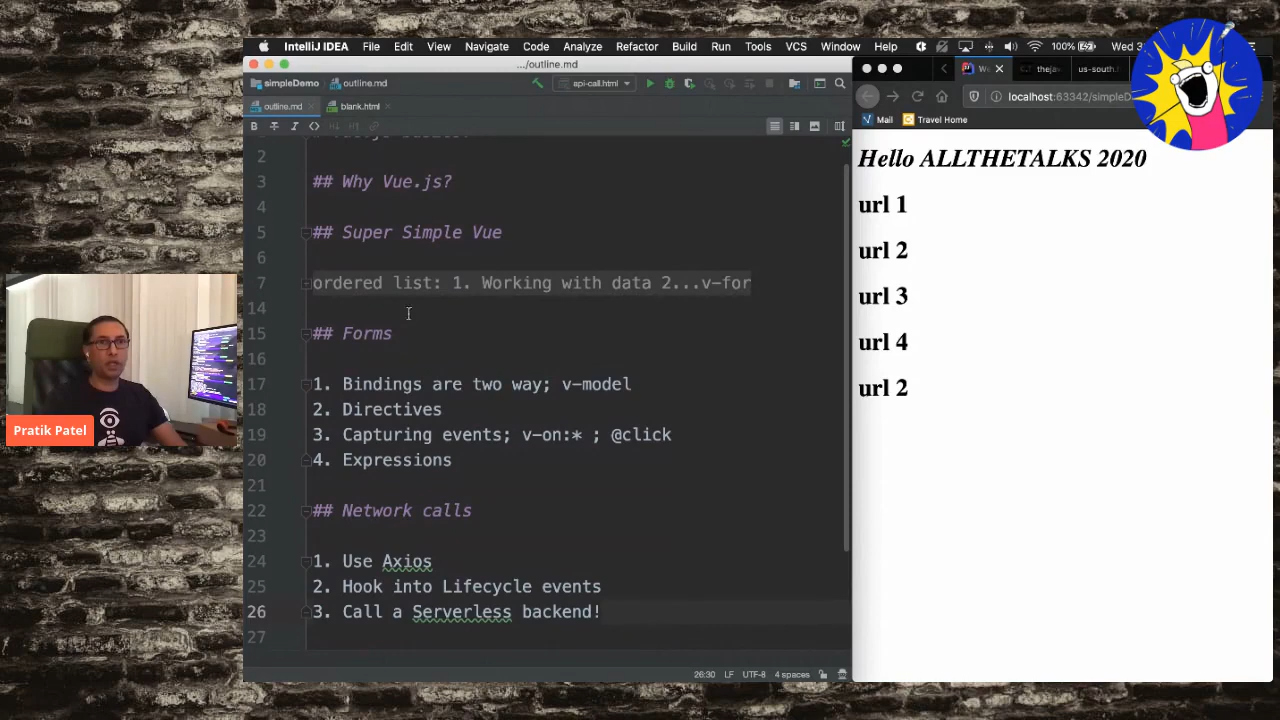 IntelliJ IDEA File Edit View Navigate Code Analyze Refactor Build Run Tools VCS Window Help 100% Wed 3
.../outline.md
simpleDemo outline.md api-call.html
outline.md blank.html
2
3 ## Why Vue.js?
4
5 ## Super Simple Vue
6
7 ordered list: 1. Working with data 2...v-for
14
15 ## Forms
16
17 1. Bindings are two way; v-model
18 2. Directives
19 3. Capturing events; v-on:* ; @click
20 4. Expressions
21
22 ## Network calls
23
24 1. Use Axios
25 2. Hook into Lifecycle events
26 3. Call a Serverless backend!
27
26:30 LF UTF-8 4 spaces
We thejav us-south.f
localhost:63342/simpleD
Mail Travel Home
Hello ALLTHETALKS 2020
url 1
url 2
url 3
url 4
url 2
Pratik Patel